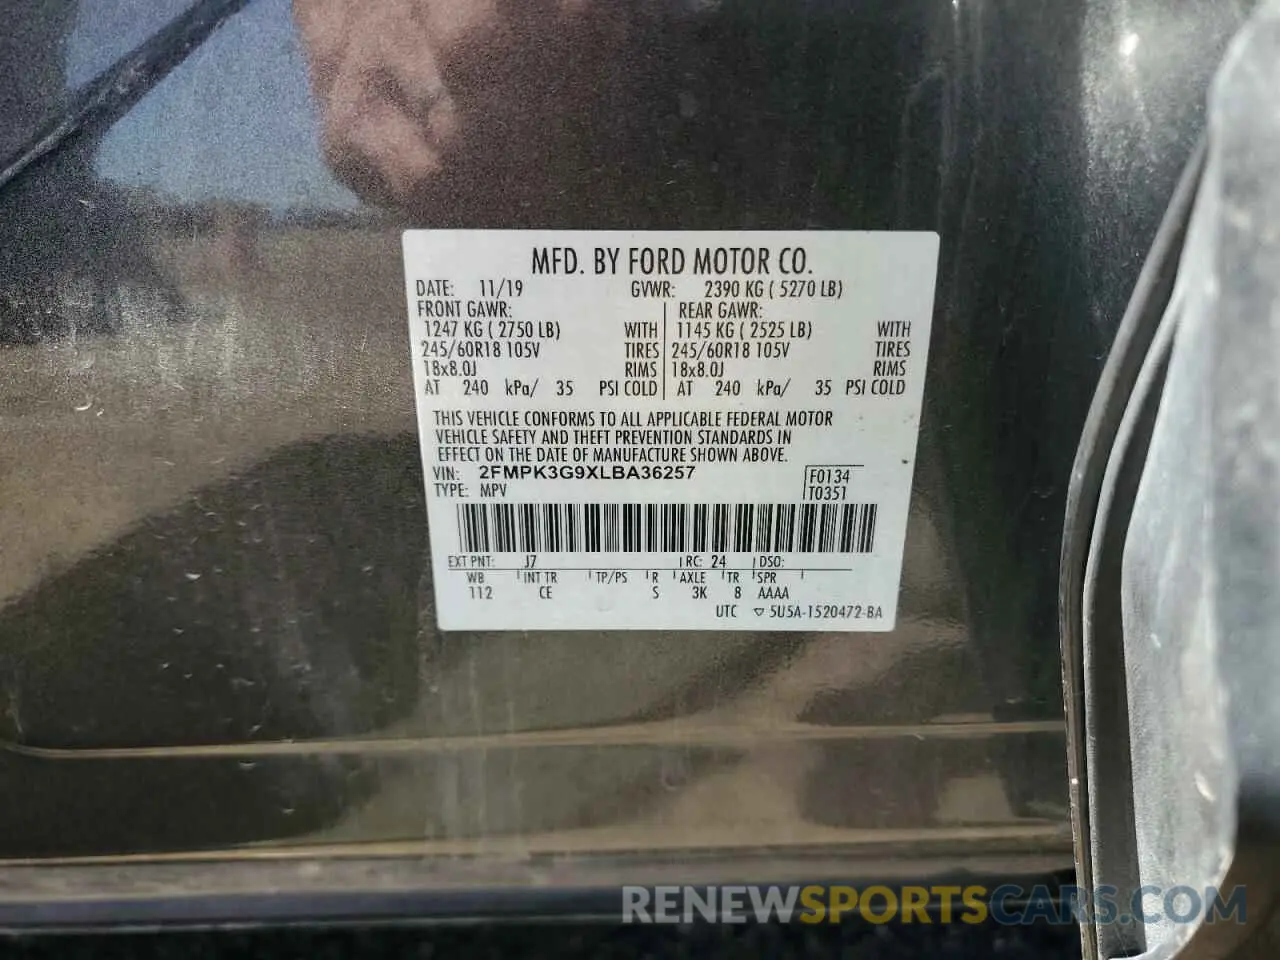 MFD. BY FORD MOTOR CO.
DATE: 11/19 GVWR: 2390 KG ( 5270 LB)
FRONT GAWR: REAR GAWR:
1247 KG ( 2750 LB) WITH 1145 KG ( 2525 LB) WITH
245/60R18 105V TIRES 245/60R18 105V TIRES
18x8.0J RIMS 18x8.0J RIMS
AT 240 kPa/ 35 PSI COLD AT 240 kPa/ 35 PSI COLD
THIS VEHICLE CONFORMS TO ALL APPLICABLE FEDERAL MOTOR
VEHICLE SAFETY AND THEFT PREVENTION STANDARDS IN
EFFECT ON THE DATE OF MANUFACTURE SHOWN ABOVE.
VIN: 2FMPK3G9XLBA36257 F0134
TYPE: MPV T0351
EXT PNT: J7 RC: 24 DSO:
WB INT TR TP/PS R AXLE TR SPR
112 CE S 3K 8 AAAA
UTC ▽ 5U5A-1520472-BA
RENEWSPORTSCARS.COM